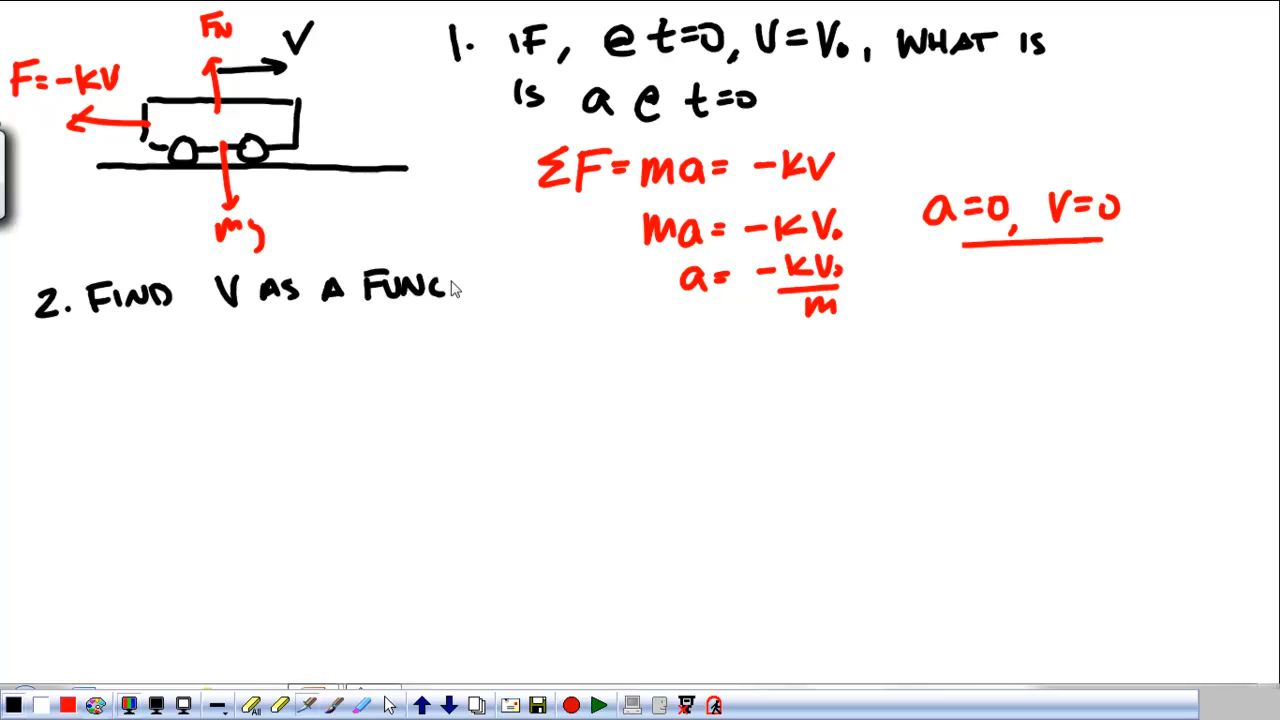 FN
V
F=-KV
mg
1. IF, @ t=0, V=V₀, WHAT IS
IS a @ t=0
ΣF=ma= -KV
ma= -KV₀
a= -KV₀
m
a=0, V=0
2. FIND V AS A FUNC
All